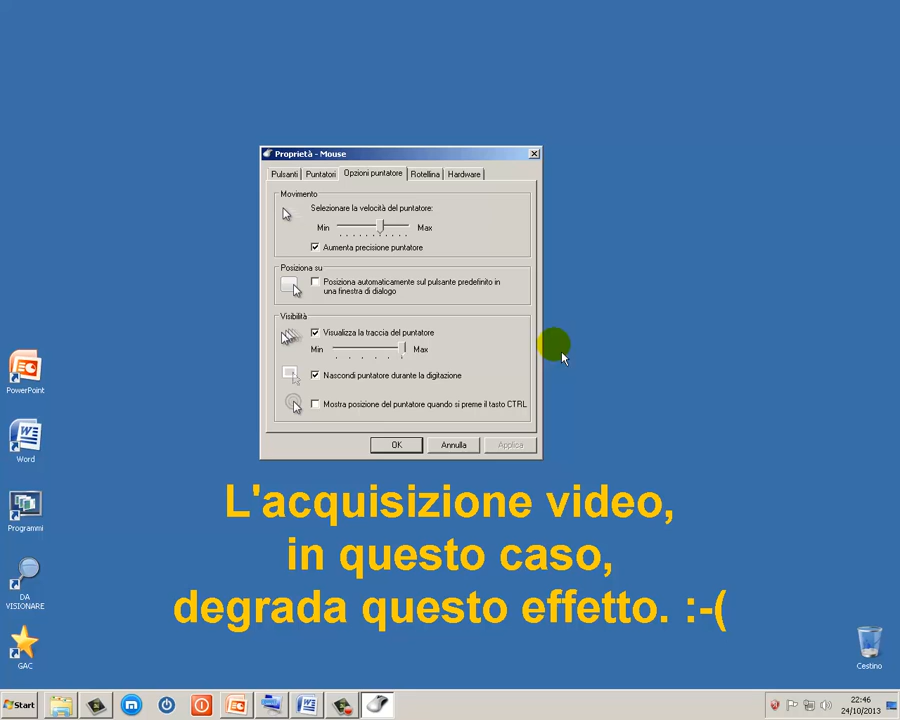 Proprietà - Mouse
Pulsanti Puntatori Opzioni puntatore Rotellina Hardware
Movimento
Selezionare la velocità del puntatore:
Min Max
Aumenta precisione puntatore
Posiziona su
Posiziona automaticamente sul pulsante predefinito in
una finestra di dialogo
Visibilità
Visualizza la traccia del puntatore
Min Max
Nascondi puntatore durante la digitazione
Mostra posizione del puntatore quando si preme il tasto CTRL
OK Annulla Applica
PowerPoint
Word
Programmi
DA
VISIONARE
GAC
L'acquisizione video,
in questo caso,
degrada questo effetto. :-(
Cestino
Start
22:46
24/10/2013